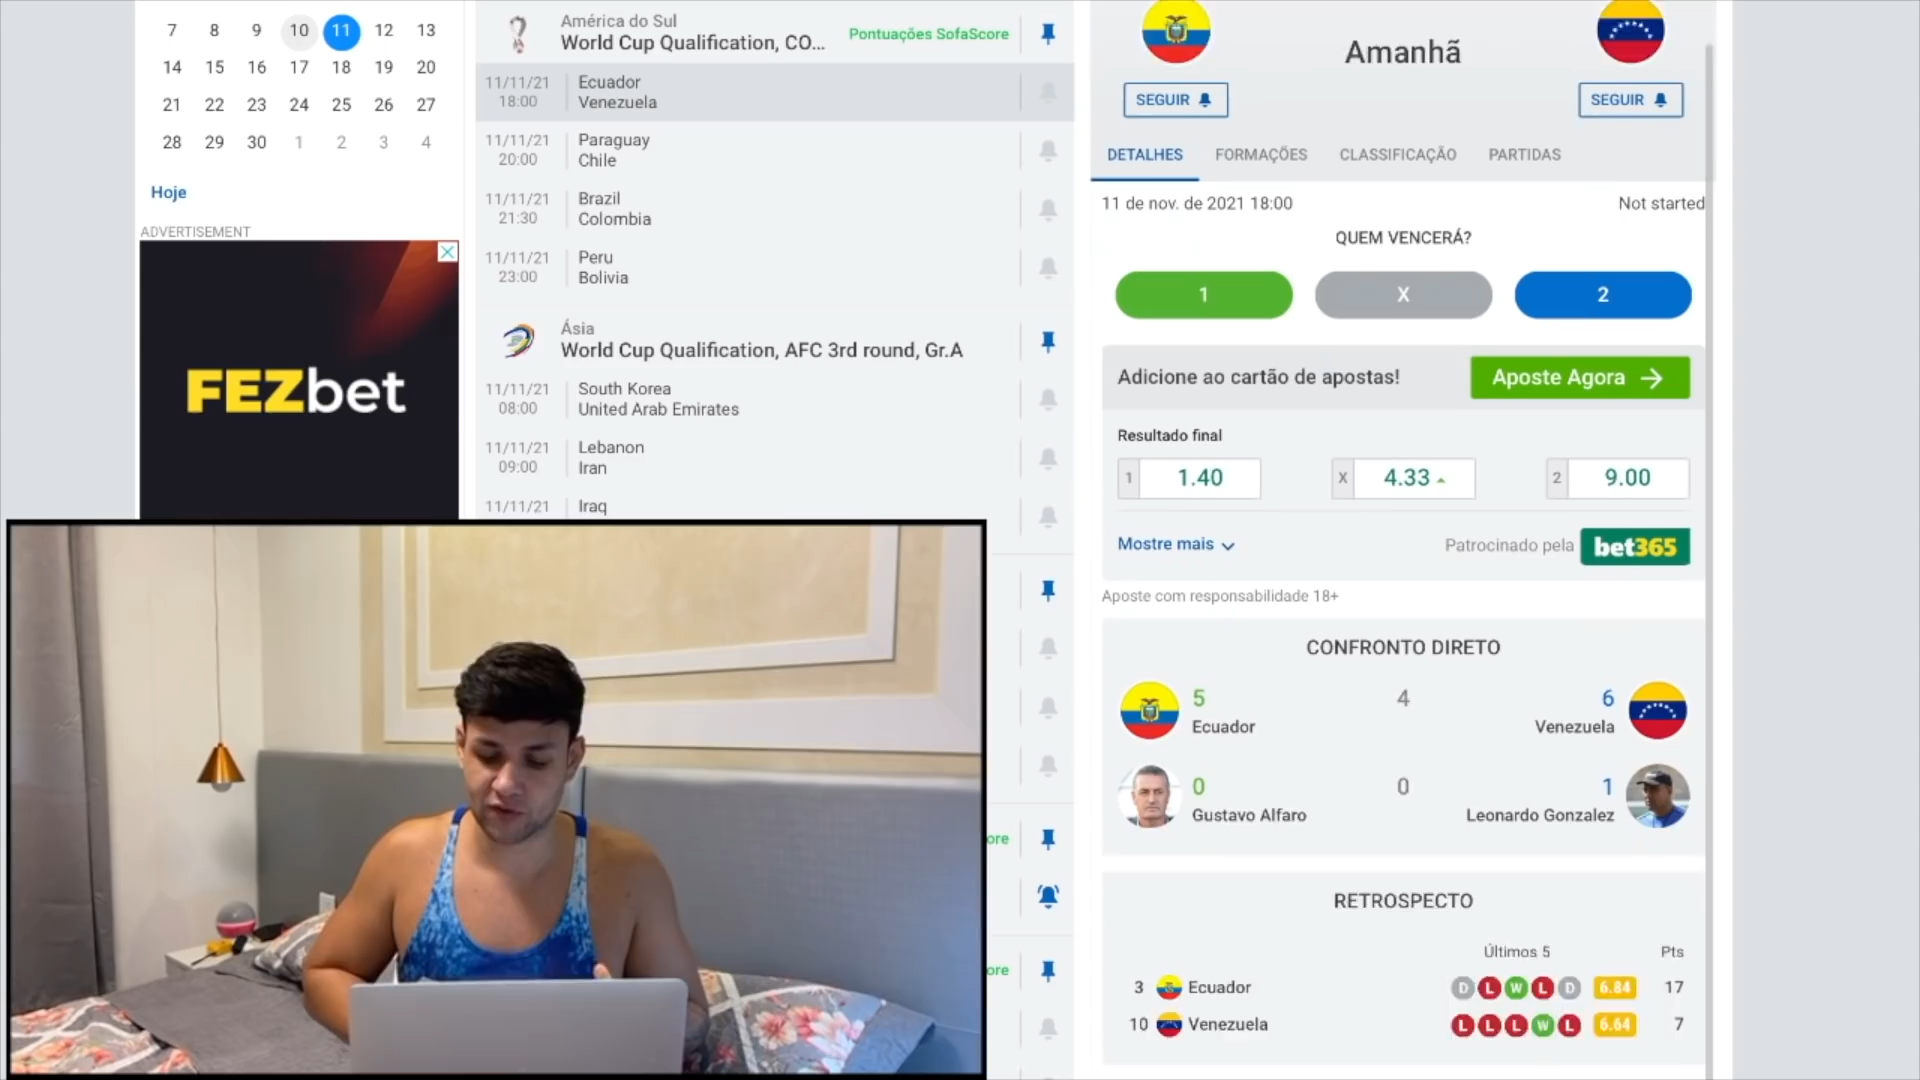 7 8 9 10 11 12 13
14 15 16 17 18 19 20
21 22 23 24 25 26 27
28 29 30 1 2 3 4
Hoje
ADVERTISEMENT
FEZbet
América do Sul
World Cup Qualification, CO...
Pontuações SofaScore
11/11/21 Ecuador
18:00 Venezuela
11/11/21 Paraguay
20:00 Chile
11/11/21 Brazil
21:30 Colombia
11/11/21 Peru
23:00 Bolivia
Ásia
World Cup Qualification, AFC 3rd round, Gr.A
11/11/21 South Korea
08:00 United Arab Emirates
11/11/21 Lebanon
09:00 Iran
11/11/21 Iraq
ore
ore
Amanhã
SEGUIR
SEGUIR
DETALHES FORMAÇÕES CLASSIFICAÇÃO PARTIDAS
11 de nov. de 2021 18:00 Not started
QUEM VENCERÁ?
1 X 2
Adicione ao cartão de apostas! Aposte Agora
Resultado final
1 1.40 X 4.33 2 9.00
Mostre mais Patrocinado pela bet365
Aposte com responsabilidade 18+
CONFRONTO DIRETO
5 4 6
Ecuador Venezuela
0 0 1
Gustavo Alfaro Leonardo Gonzalez
RETROSPECTO
Últimos 5 Pts
3 Ecuador D L W L D 6.84 17
10 Venezuela L L L W L 6.64 7